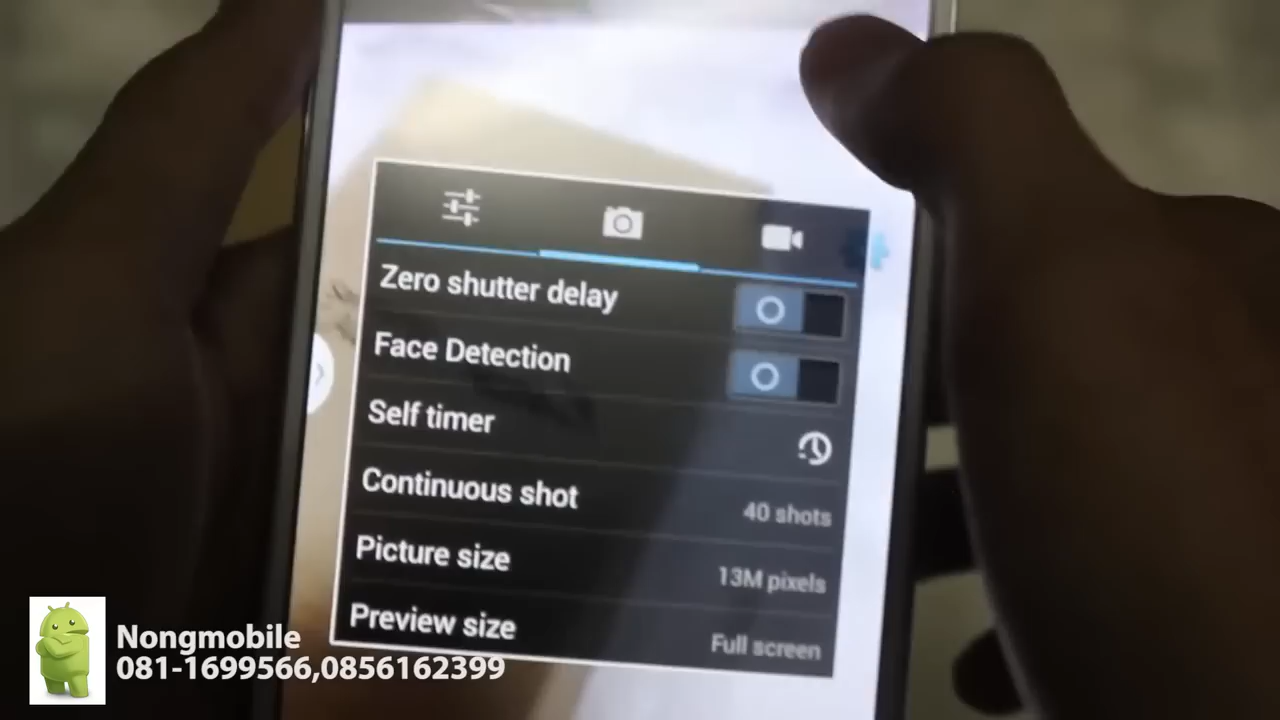 Zero shutter delay
Face Detection
Self timer
Continuous shot 40 shots
Picture size 13M pixels
Preview size Full screen
Nongmobile
081-1699566,0856162399